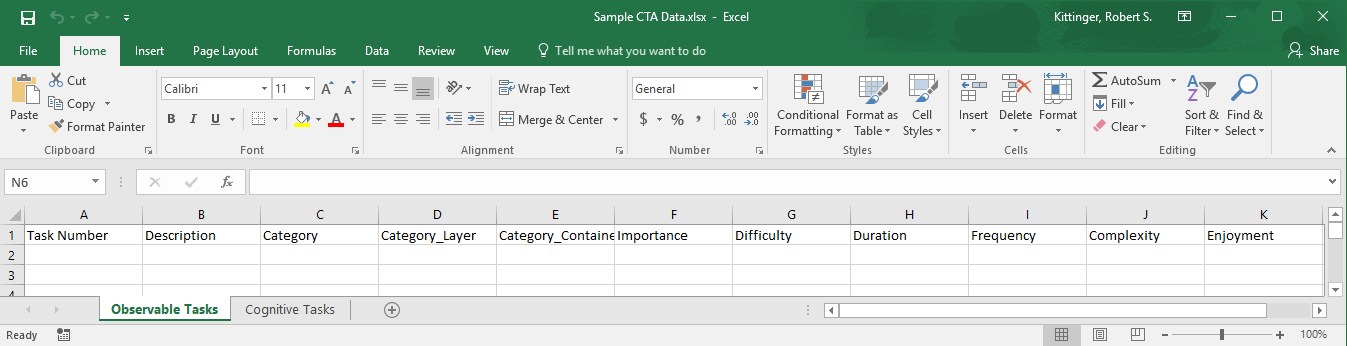 Sample CTA Data.xlsx - Excel
Kittinger, Robert S.
File Home Insert Page Layout Formulas Data Review View Tell me what you want to do Share
Paste
Cut
Copy
Format Painter
Clipboard
Calibri 11 A A
B I U A
Font
Wrap Text
Merge & Center
Alignment
General
$ % , .0 .00 .00 .0
Number
Conditional Formatting
Format as Table
Cell Styles
Styles
Insert Delete Format
Cells
AutoSum
Fill
Clear
Sort & Filter
Find & Select
Editing
N6 fx
A B C D E F G H I J K
1 Task Number Description Category Category_Layer Category_Containe Importance Difficulty Duration Frequency Complexity Enjoyment
2
3
4
Observable Tasks Cognitive Tasks
Ready 100%